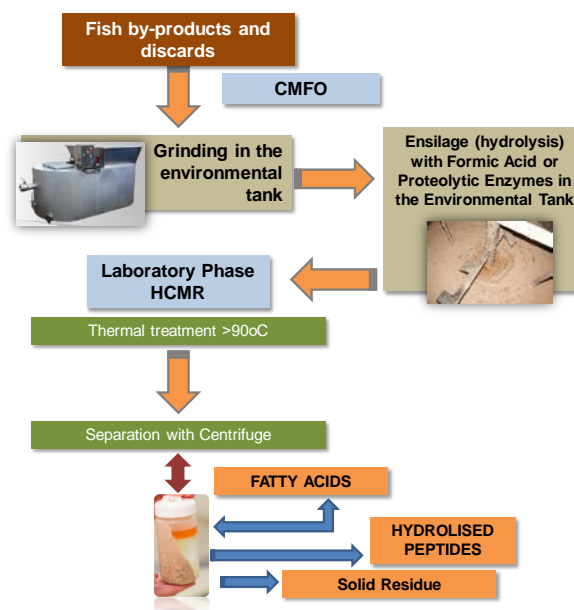 Fish by-products and
discards
CMFO
Grinding in the
environmental
tank
Ensilage (hydrolysis)
with Formic Acid or
Proteolytic Enzymes in
the Environmental Tank
Laboratory Phase
HCMR
Thermal treatment >90oC
Separation with Centrifuge
FATTY ACIDS
HYDROLISED
PEPTIDES
Solid Residue